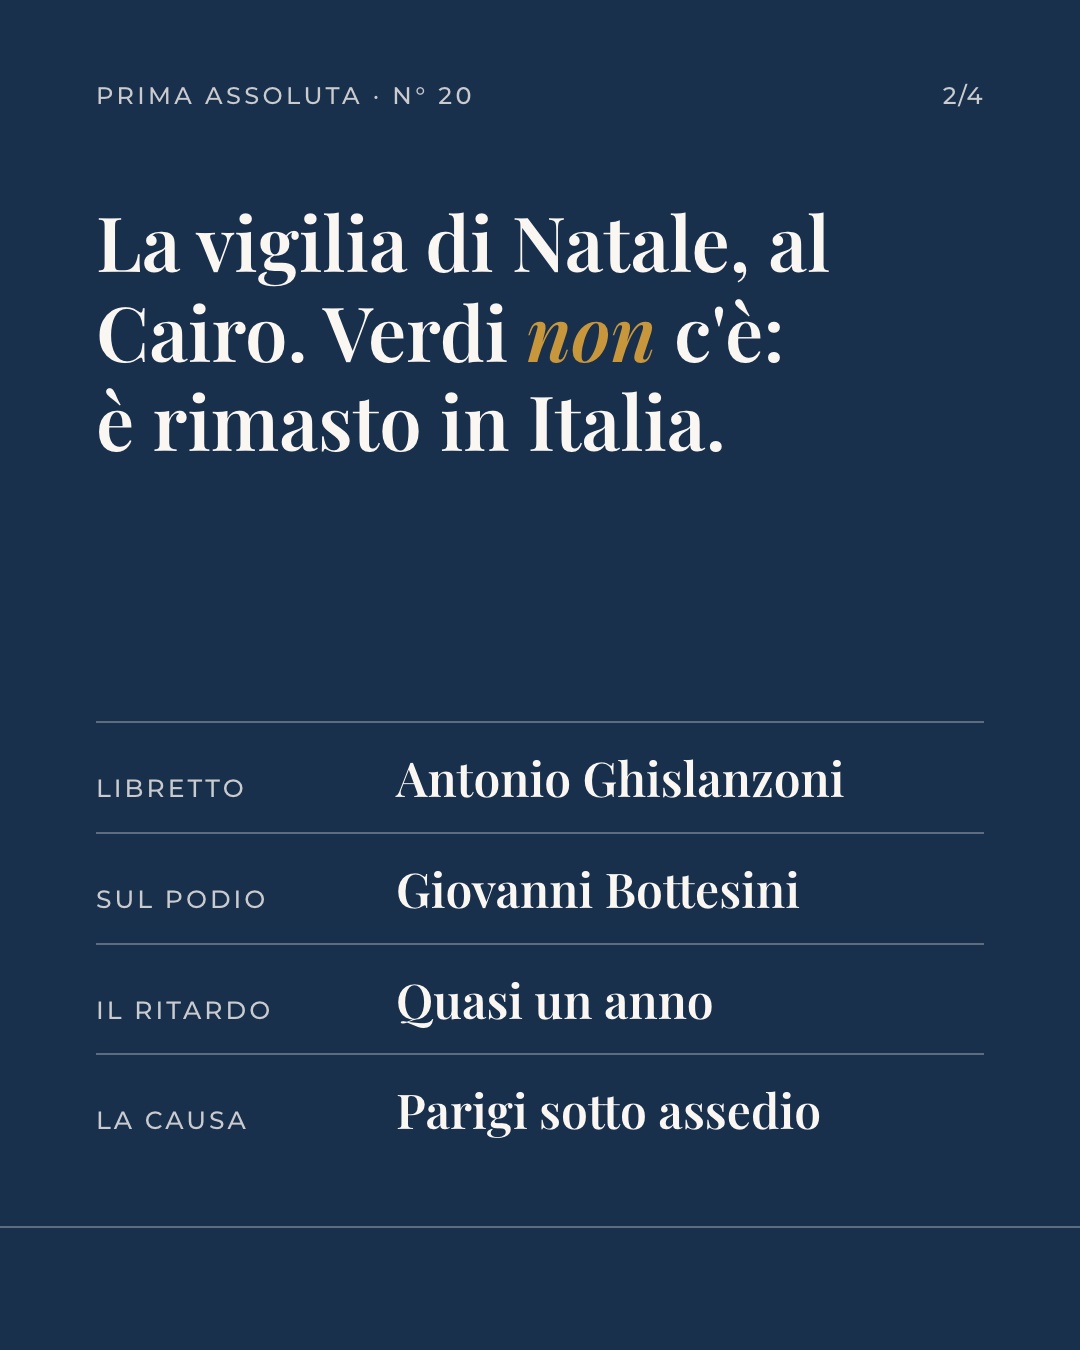 PRIMA ASSOLUTA · N° 20
2/4
La vigilia di Natale, al
Cairo. Verdi non c'è:
è rimasto in Italia.
LIBRETTO
Antonio Ghislanzoni
SUL PODIO
Giovanni Bottesini
IL RITARDO
Quasi un anno
LA CAUSA
Parigi sotto assedio